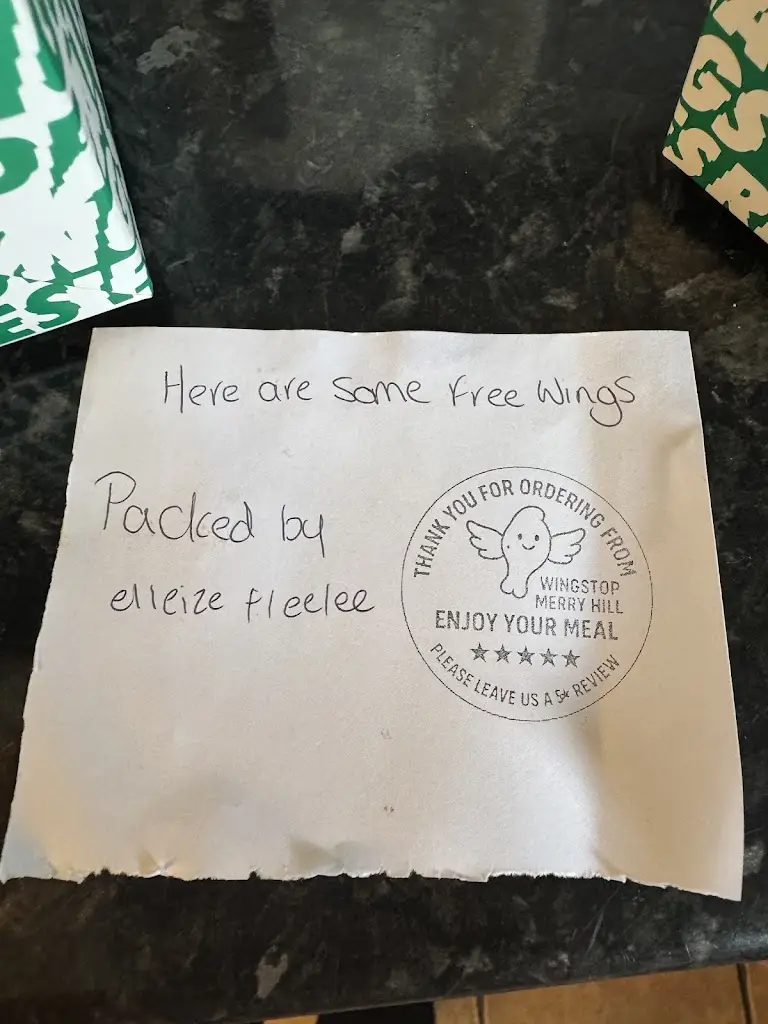 Here are some free wings
Packed by
elleize fleelee
THANK YOU FOR ORDERING FROM
WINGSTOP
MERRY HILL
ENJOY YOUR MEAL
★★★★★
PLEASE LEAVE US A 5★ REVIEW